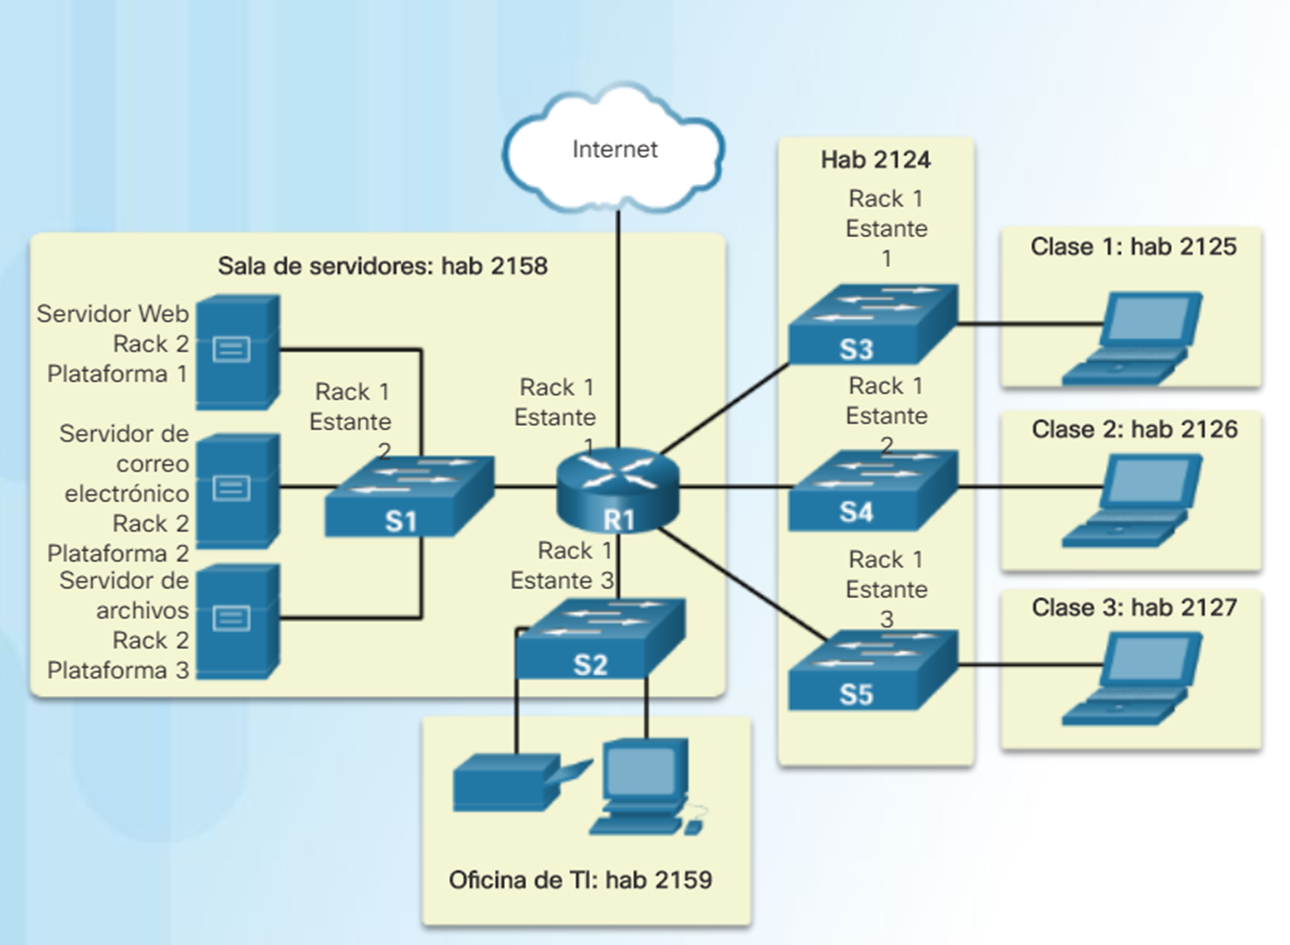 Internet
Sala de servidores: hab 2158
Servidor Web
Rack 2
Plataforma 1
Servidor de
correo
electrónico
Rack 2
Plataforma 2
Servidor de
archivos
Rack 2
Plataforma 3
Rack 1
Estante
2
S1
Rack 1
Estante
1
R1
Rack 1
Estante 3
S2
Oficina de TI: hab 2159
Hab 2124
Rack 1
Estante
1
S3
Rack 1
Estante
2
S4
Rack 1
Estante
3
S5
Clase 1: hab 2125
Clase 2: hab 2126
Clase 3: hab 2127